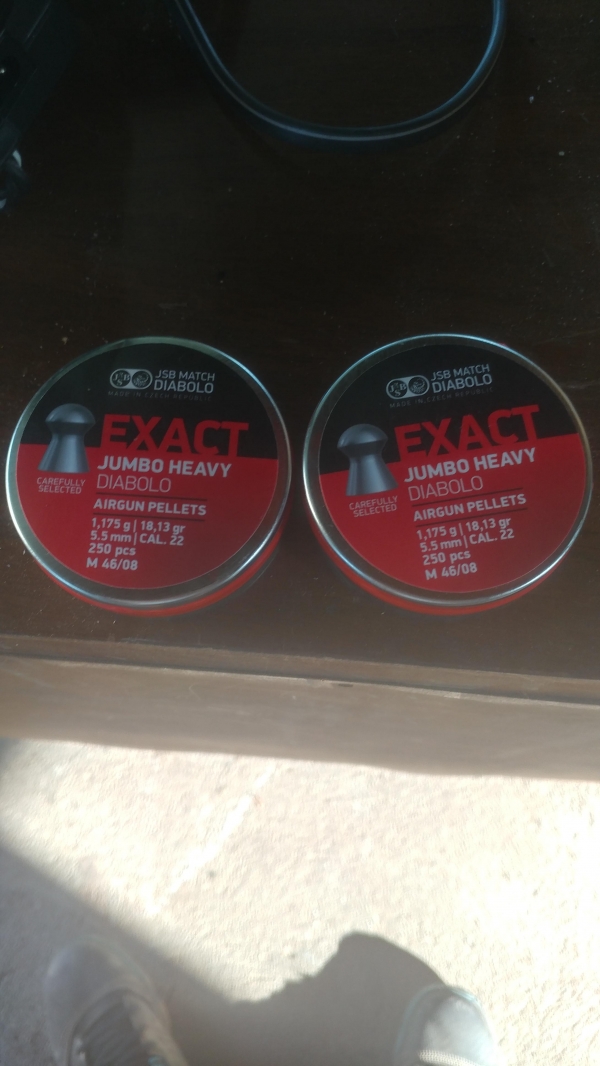 JSB MATCH
DIABOLO
MADE IN CZECH REPUBLIC
EXACT
JUMBO HEAVY
DIABOLO
CAREFULLY
SELECTED
AIRGUN PELLETS
1,175 g | 18,13 gr
5.5 mm | CAL. 22
250 pcs
M 46/08
JSB MATCH
DIABOLO
MADE IN CZECH REPUBLIC
EXACT
JUMBO HEAVY
DIABOLO
CAREFULLY
SELECTED
AIRGUN PELLETS
1,175 g | 18,13 gr
5.5 mm | CAL. 22
250 pcs
M 46/08